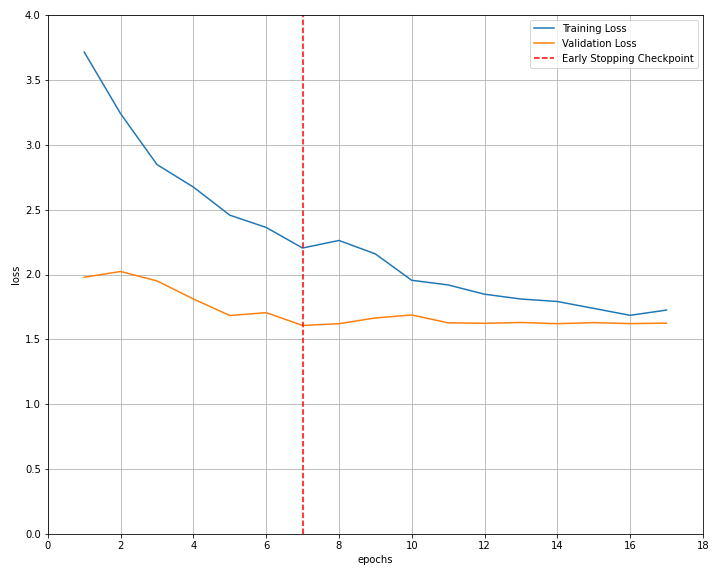 4.0
3.5
3.0
2.5
2.0
1.5
1.0
0.5
0.0
loss
Training Loss
Validation Loss
Early Stopping Checkpoint
0 2 4 6 8 10 12 14 16 18
epochs